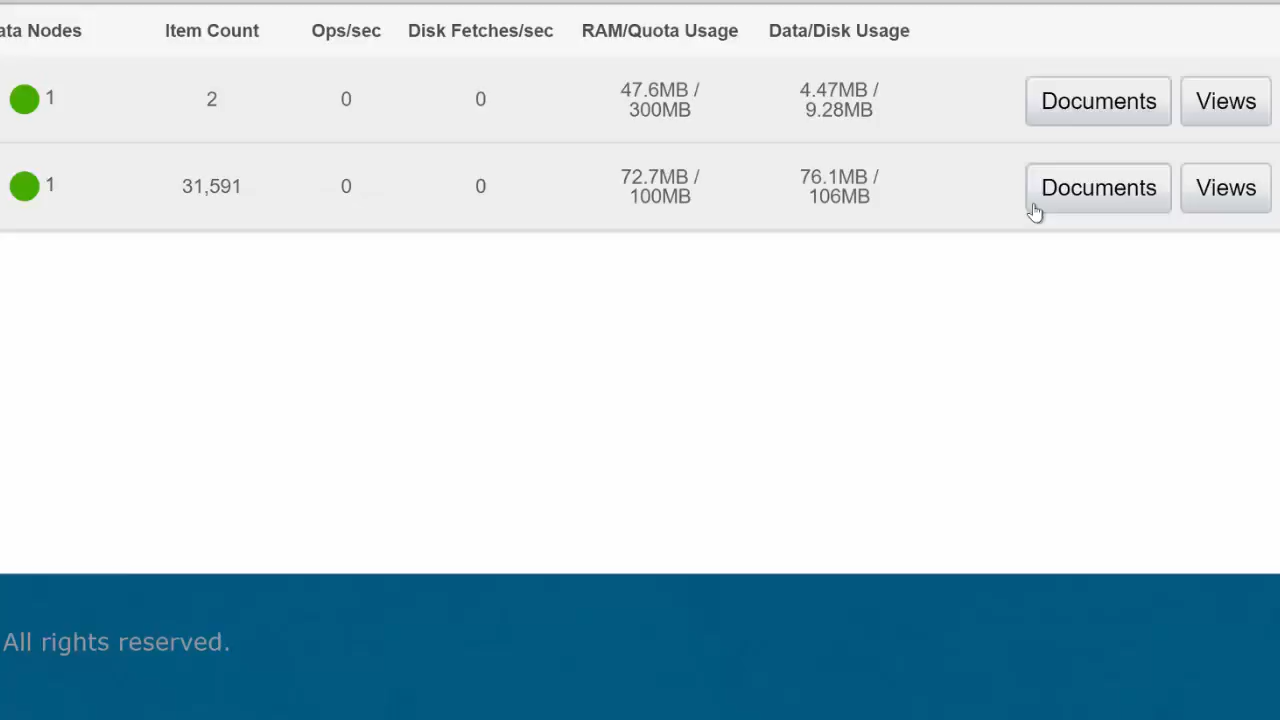 ata Nodes Item Count Ops/sec Disk Fetches/sec RAM/Quota Usage Data/Disk Usage
1 2 0 0 47.6MB / 300MB 4.47MB / 9.28MB Documents Views
1 31,591 0 0 72.7MB / 100MB 76.1MB / 106MB Documents Views
All rights reserved.